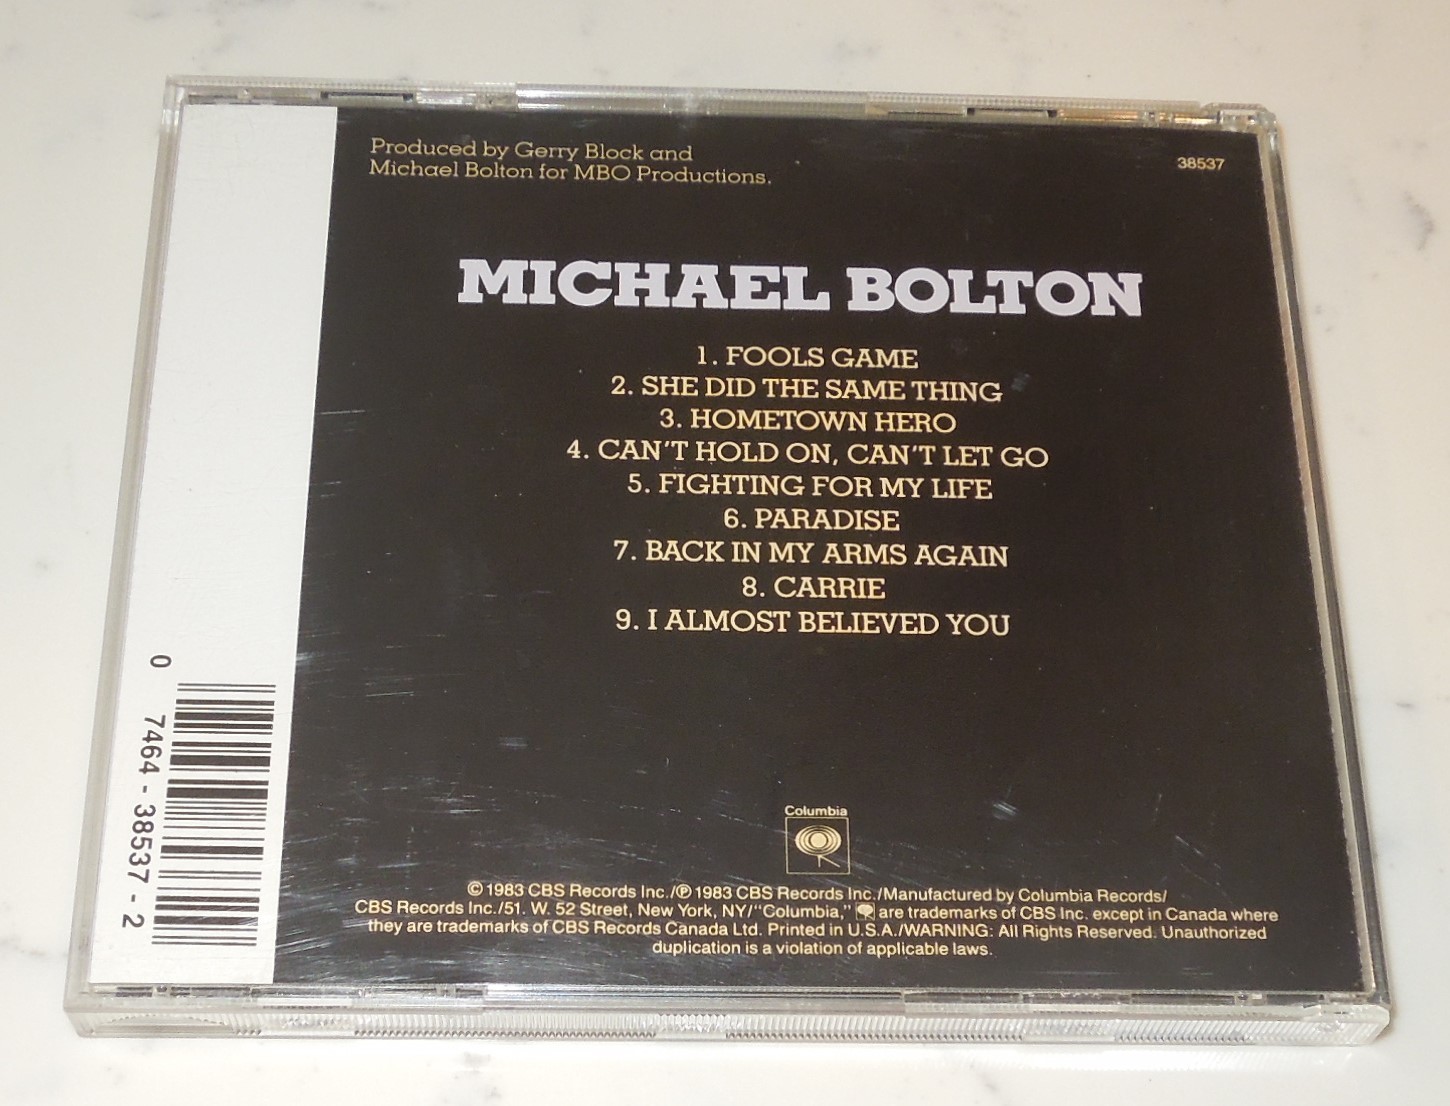 Produced by Gerry Block and
Michael Bolton for MBO Productions.
38537
MICHAEL BOLTON
1. FOOLS GAME
2. SHE DID THE SAME THING
3. HOMETOWN HERO
4. CAN'T HOLD ON, CAN'T LET GO
5. FIGHTING FOR MY LIFE
6. PARADISE
7. BACK IN MY ARMS AGAIN
8. CARRIE
9. I ALMOST BELIEVED YOU
0 7464-38537-2
Columbia
© 1983 CBS Records Inc./℗ 1983 CBS Records Inc./Manufactured by Columbia Records/
CBS Records Inc./51. W. 52 Street, New York, NY/"Columbia," are trademarks of CBS Inc. except in Canada where
they are trademarks of CBS Records Canada Ltd. Printed in U.S.A./WARNING: All Rights Reserved. Unauthorized
duplication is a violation of applicable laws.